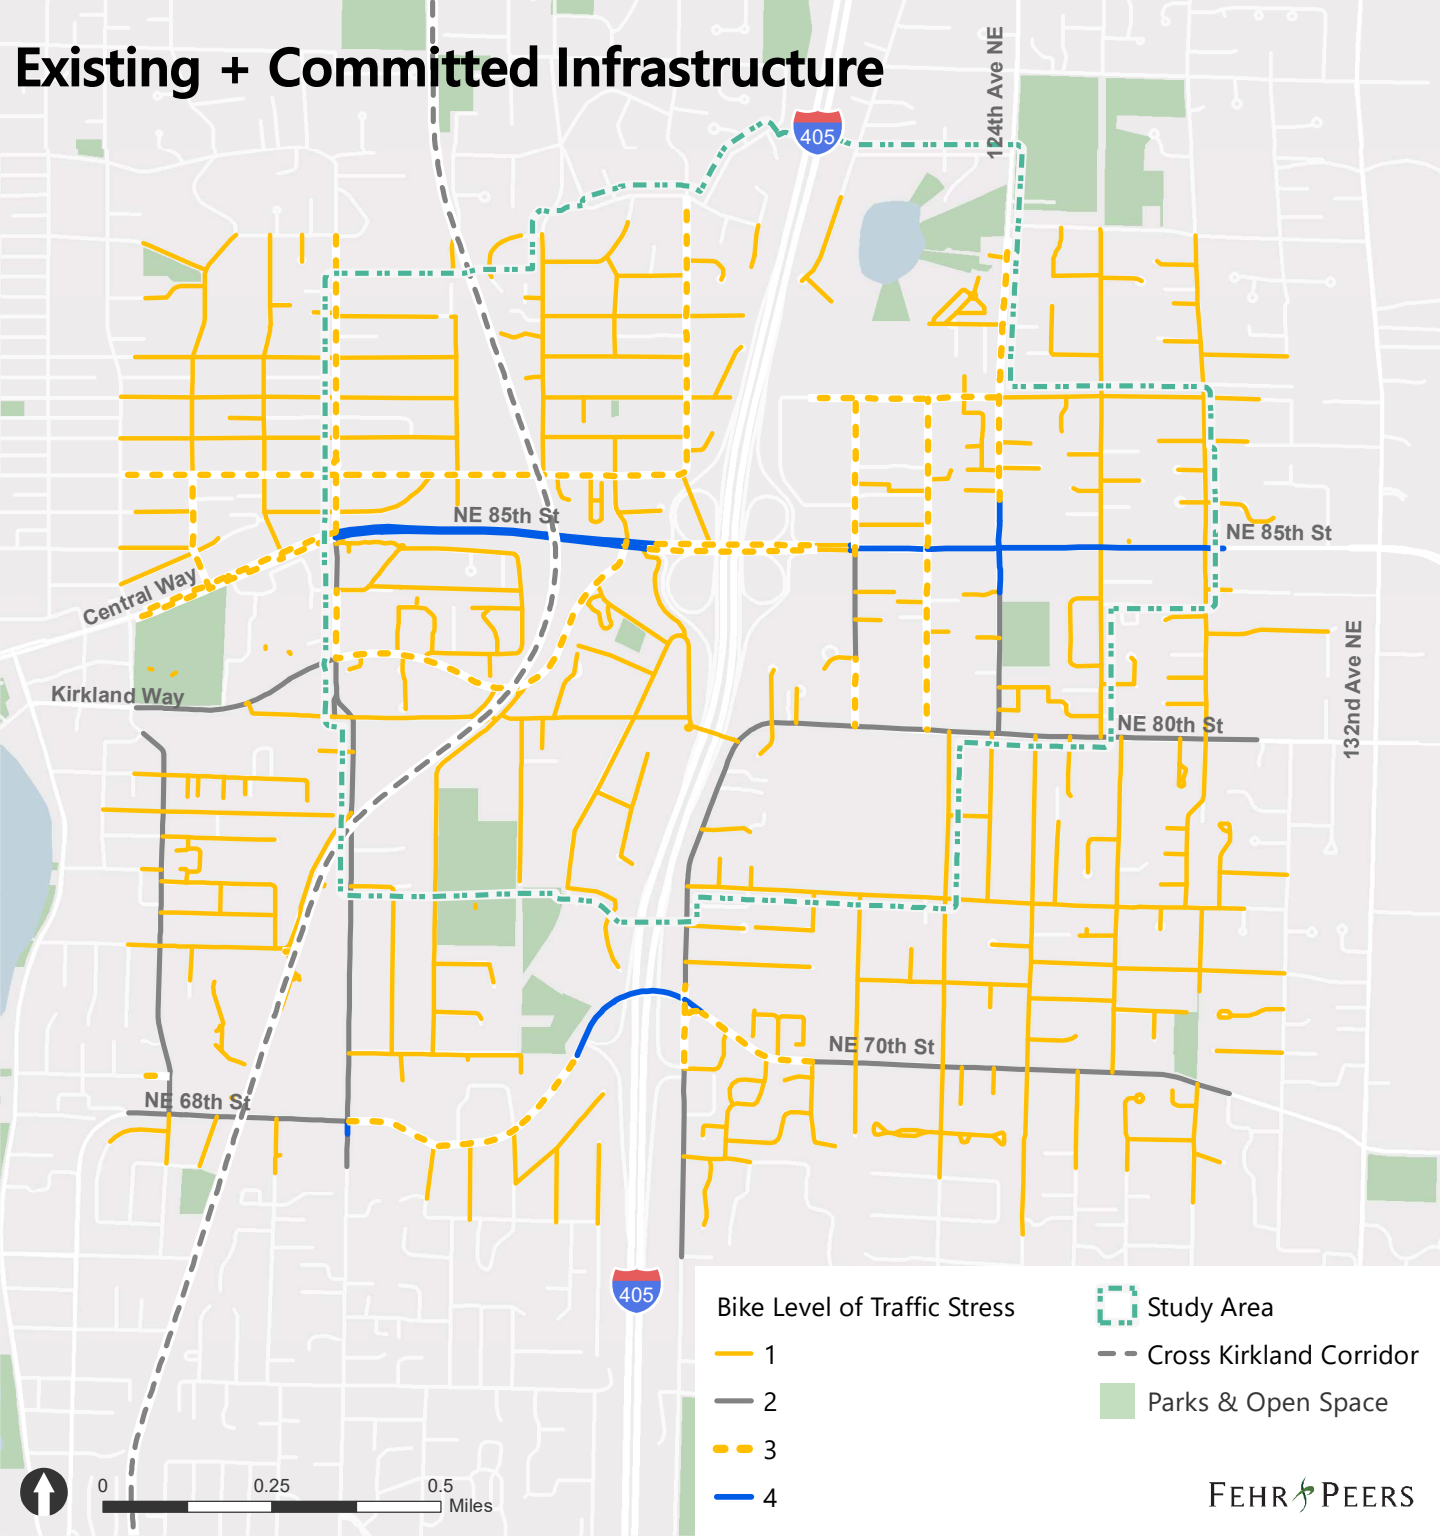 Existing + Committed Infrastructure
124th Ave NE
405
NE 85th St
NE 85th St
Central Way
Kirkland Way
132nd Ave NE
NE 80th St
NE 70th St
NE 68th St
405
Bike Level of Traffic Stress
1
2
3
4
Study Area
Cross Kirkland Corridor
Parks & Open Space
0 0.25 0.5
Miles
FEHR PEERS